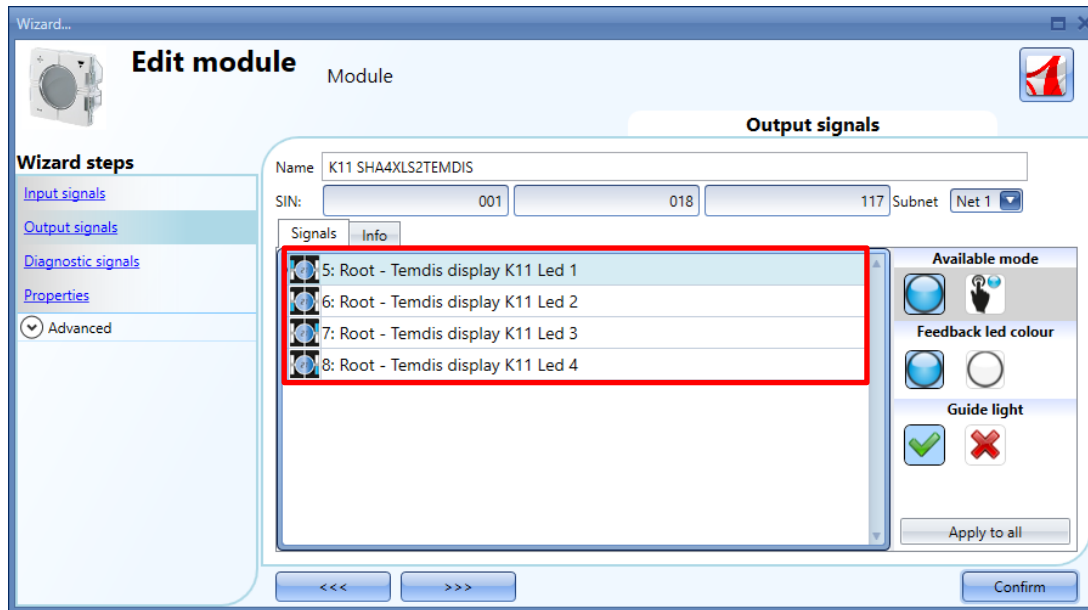 Wizard...
Edit module
Module
Output signals
Wizard steps
Input signals
Output signals
Diagnostic signals
Properties
Advanced
Name K11 SHA4XLS2TEMDIS
SIN: 001 018 117 Subnet Net 1
Signals Info
5: Root - Temdis display K11 Led 1
6: Root - Temdis display K11 Led 2
7: Root - Temdis display K11 Led 3
8: Root - Temdis display K11 Led 4
Available mode
Feedback led colour
Guide light
Apply to all
<<< >>> Confirm